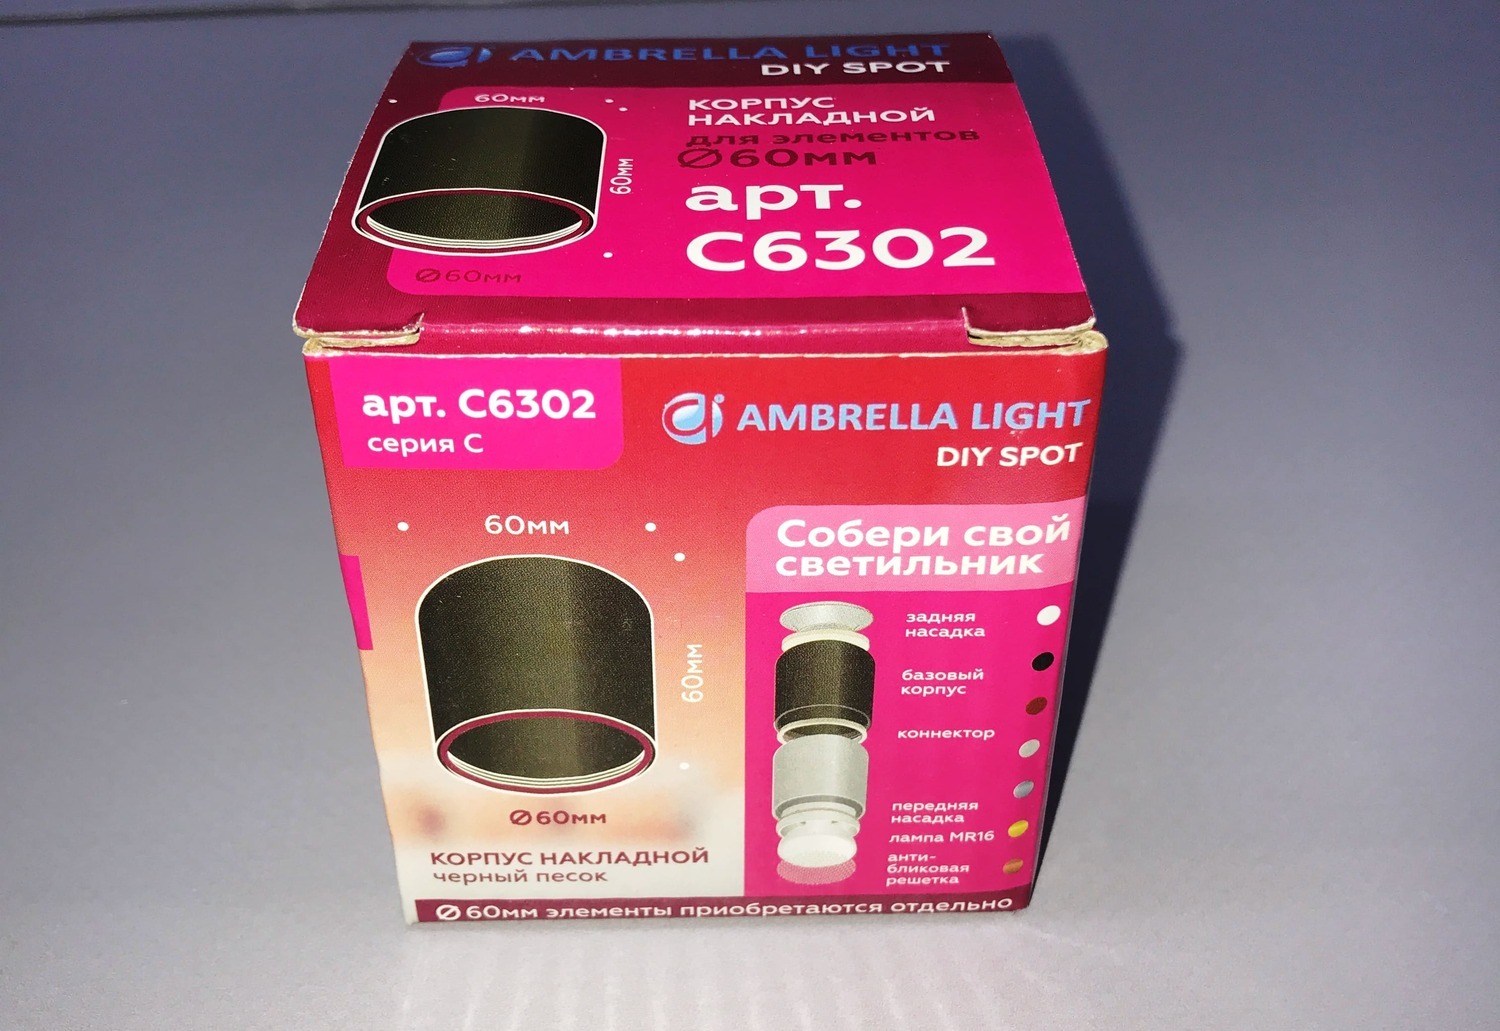 AMBRELLA LIGHT
DIY SPOT
60мм
60мм
Ø60мм
КОРПУС
НАКЛАДНОЙ
для элементов
Ø60мм
арт.
С6302
арт. С6302
серия С
AMBRELLA LIGHT
DIY SPOT
60мм
60мм
Ø60мм
КОРПУС НАКЛАДНОЙ
черный песок
Собери свой
светильник
задняя
насадка
базовый
корпус
коннектор
передняя
насадка
лампа MR16
анти-
бликовая
решетка
Ø60мм элементы приобретаются отдельно